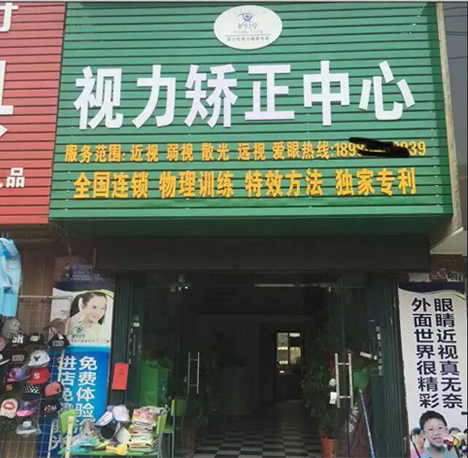 视力矫正中心
服务范围: 近视 弱视 散光 远视 爱眼热线:189 39
全国连锁 物理训练 特效方法 独家专利
品
免费体验
进店免
眼睛近视真无奈
外面世界很精彩